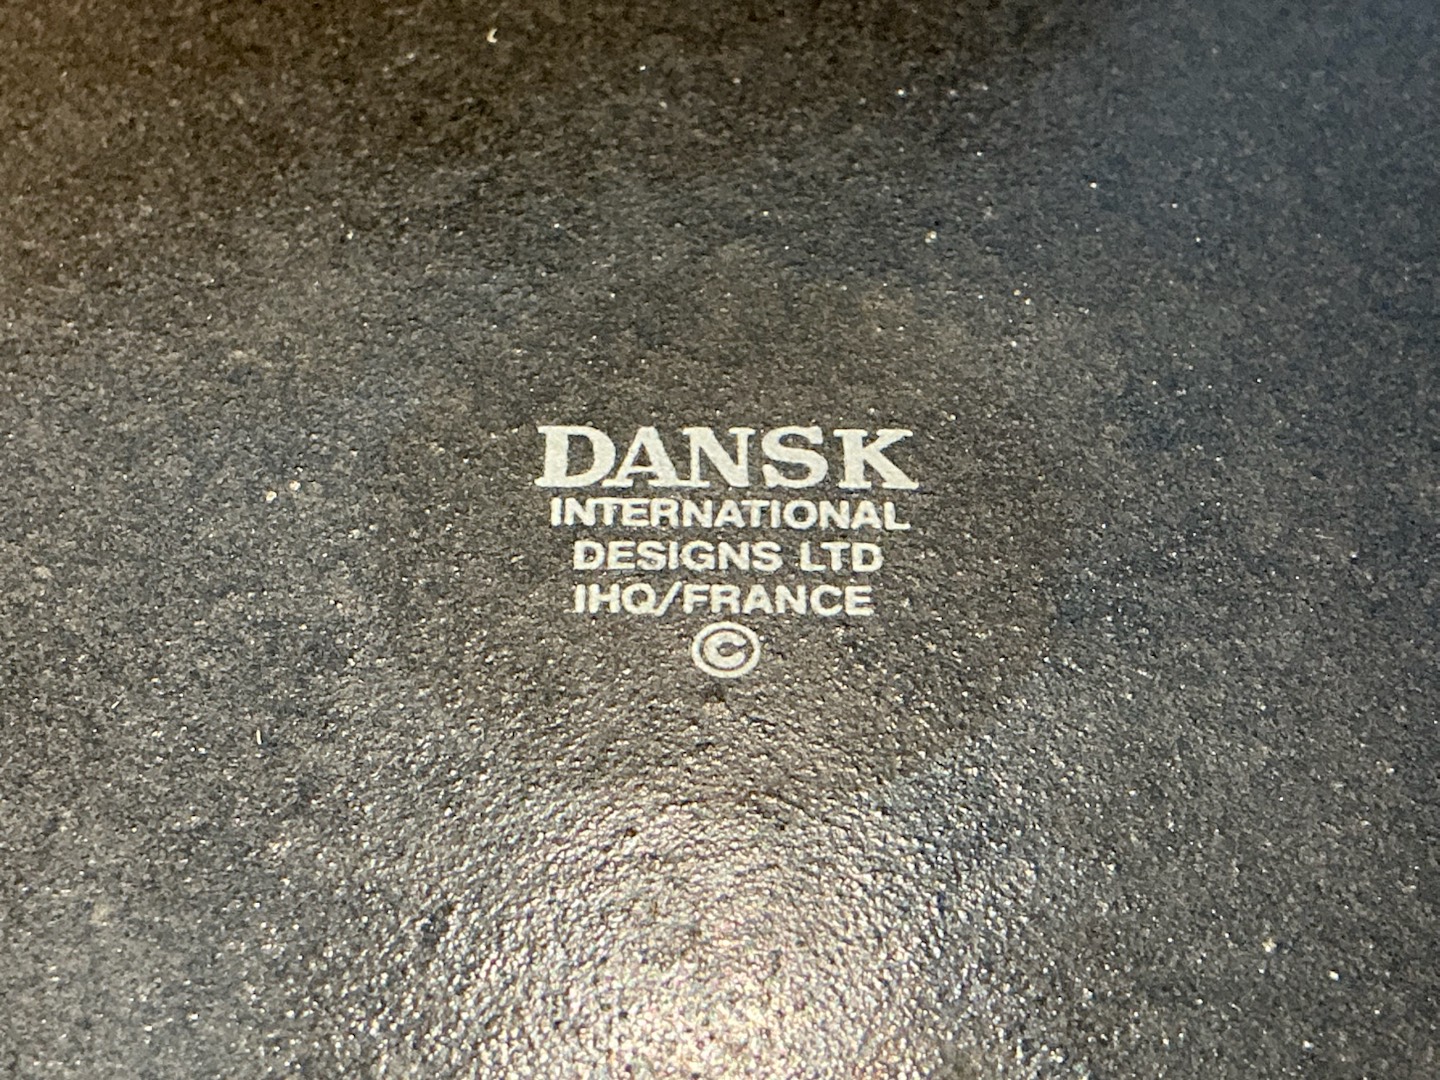 DANSK
INTERNATIONAL
DESIGNS LTD
IHQ/FRANCE
©